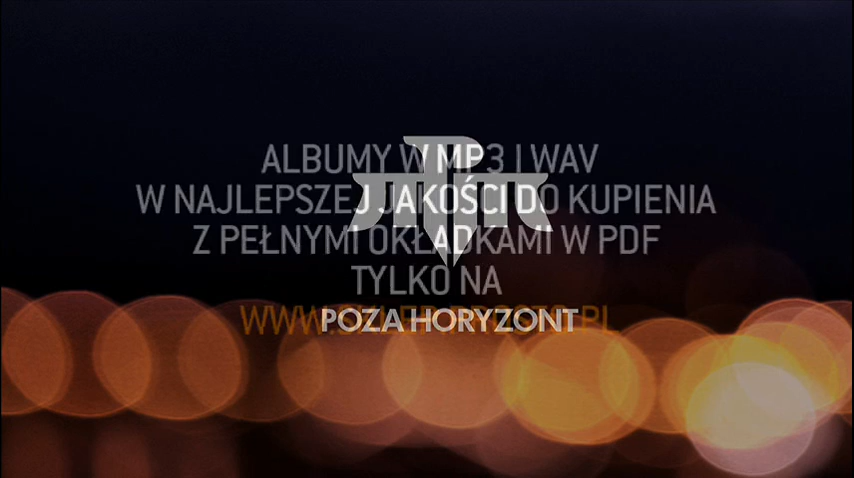 ALBUMY W MP3 I WAV
W NAJLEPSZEJ JAKOŚCI DO KUPIENIA
Z PEŁNYMI OKŁADKAMI W PDF
TYLKO NA
POZA HORYZONT